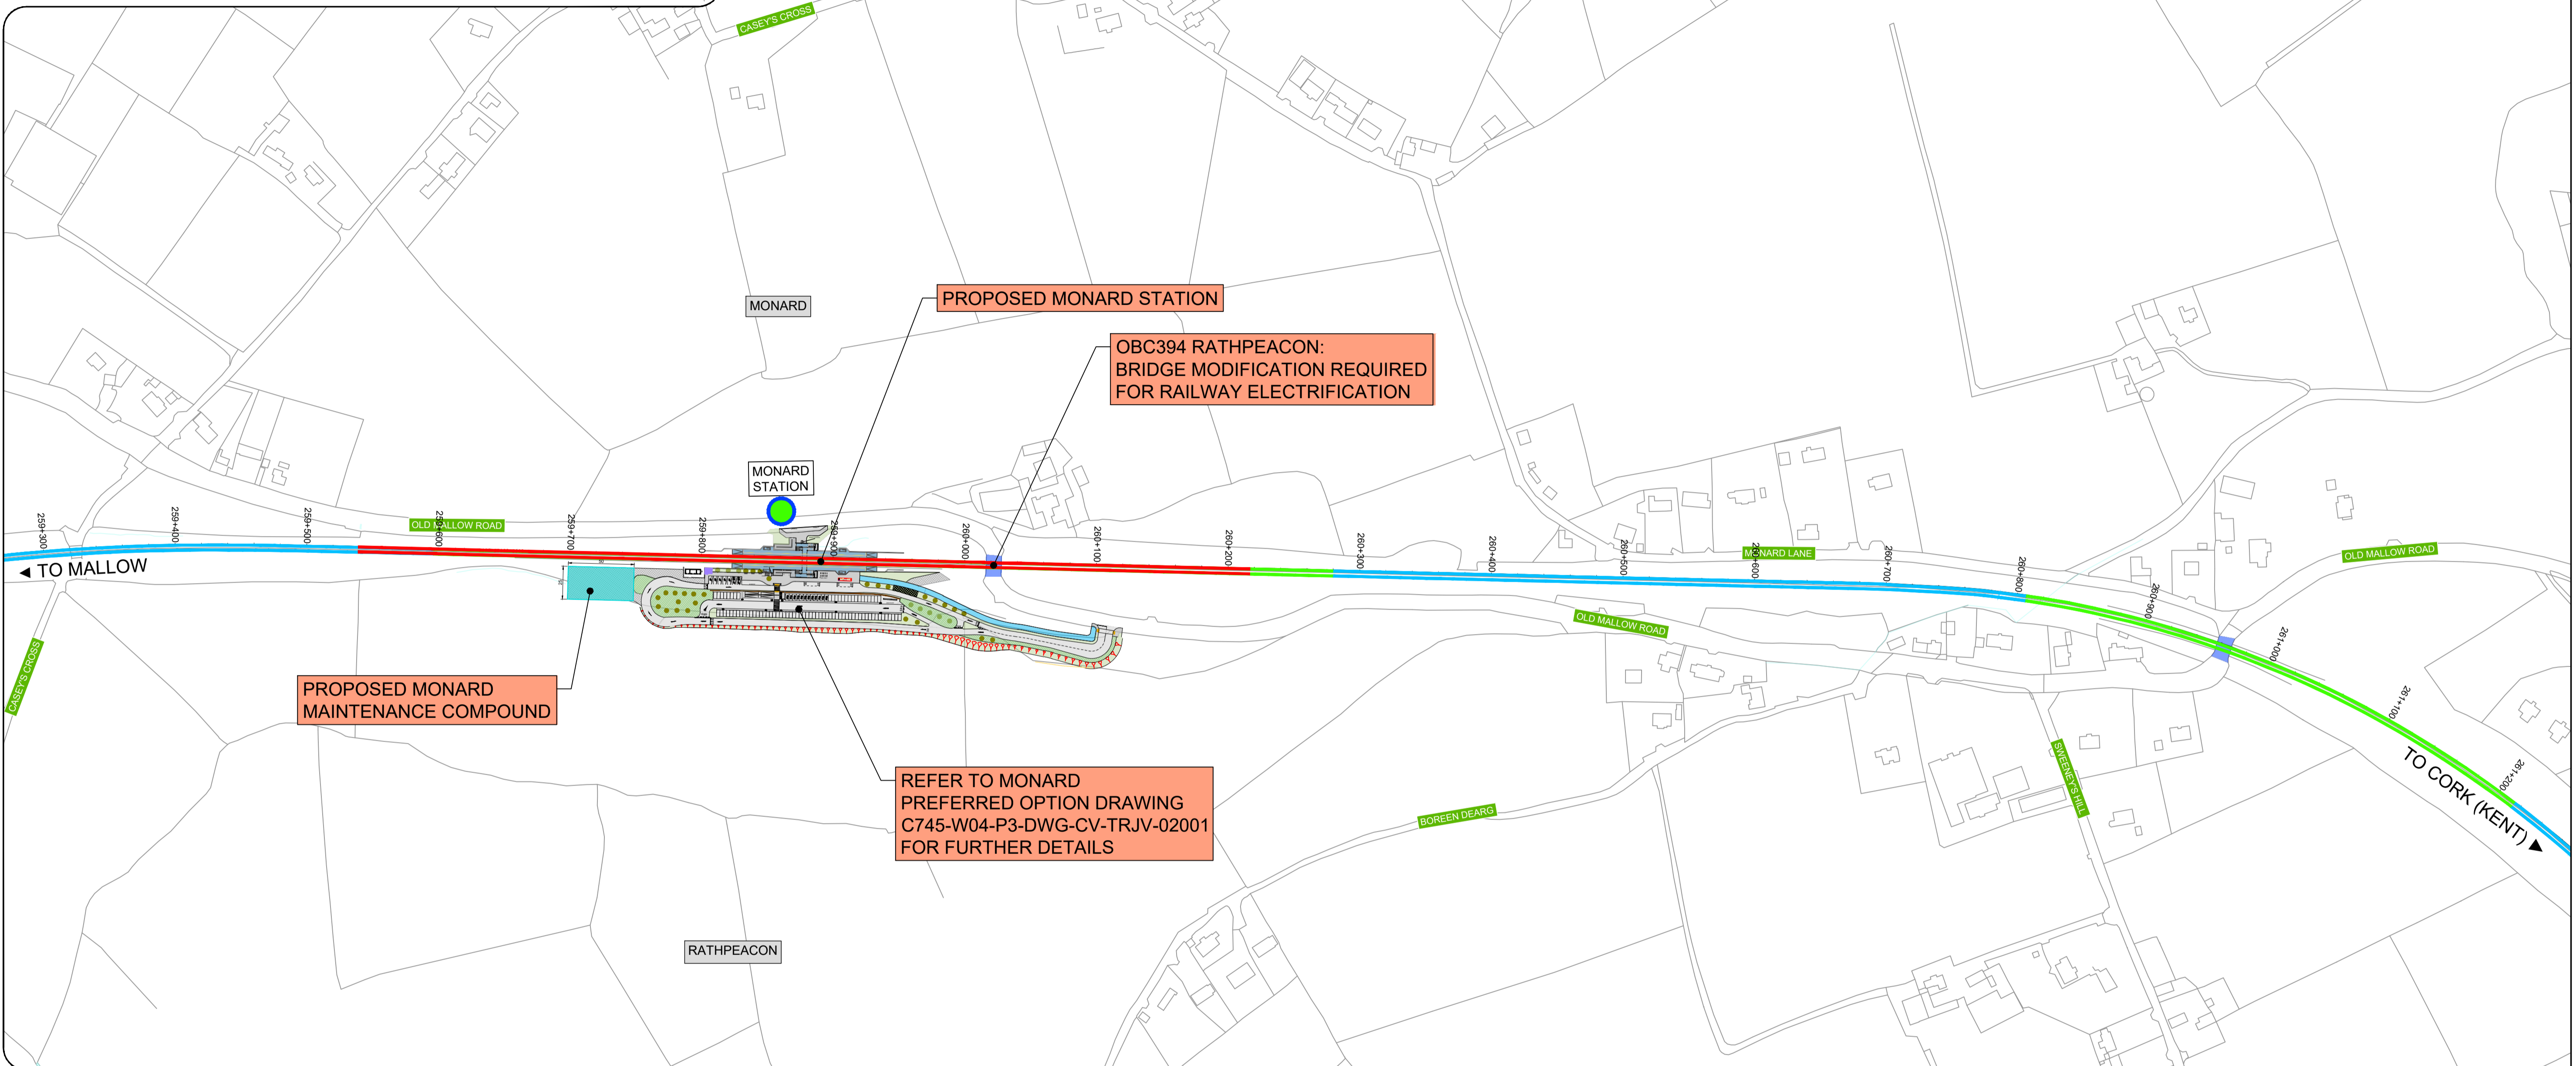 CASEY'S CROSS
MONARD
PROPOSED MONARD STATION
OBC394 RATHPEACON:
BRIDGE MODIFICATION REQUIRED
FOR RAILWAY ELECTRIFICATION
MONARD
STATION
OLD MALLOW ROAD
259+300
259+400
259+500
259+600
259+700
259+800
259+900
260+000
260+100
260+200
260+300
260+400
260+500
260+600
260+700
260+800
260+900
261+000
261+100
261+200
MONARD LANE
OLD MALLOW ROAD
TO MALLOW
OLD MALLOW ROAD
CASEY'S CROSS
PROPOSED MONARD
MAINTENANCE COMPOUND
REFER TO MONARD
PREFERRED OPTION DRAWING
C745-W04-P3-DWG-CV-TRJV-02001
FOR FURTHER DETAILS
BOREEN DEARG
SWEENEY'S HILL
TO CORK (KENT)
RATHPEACON